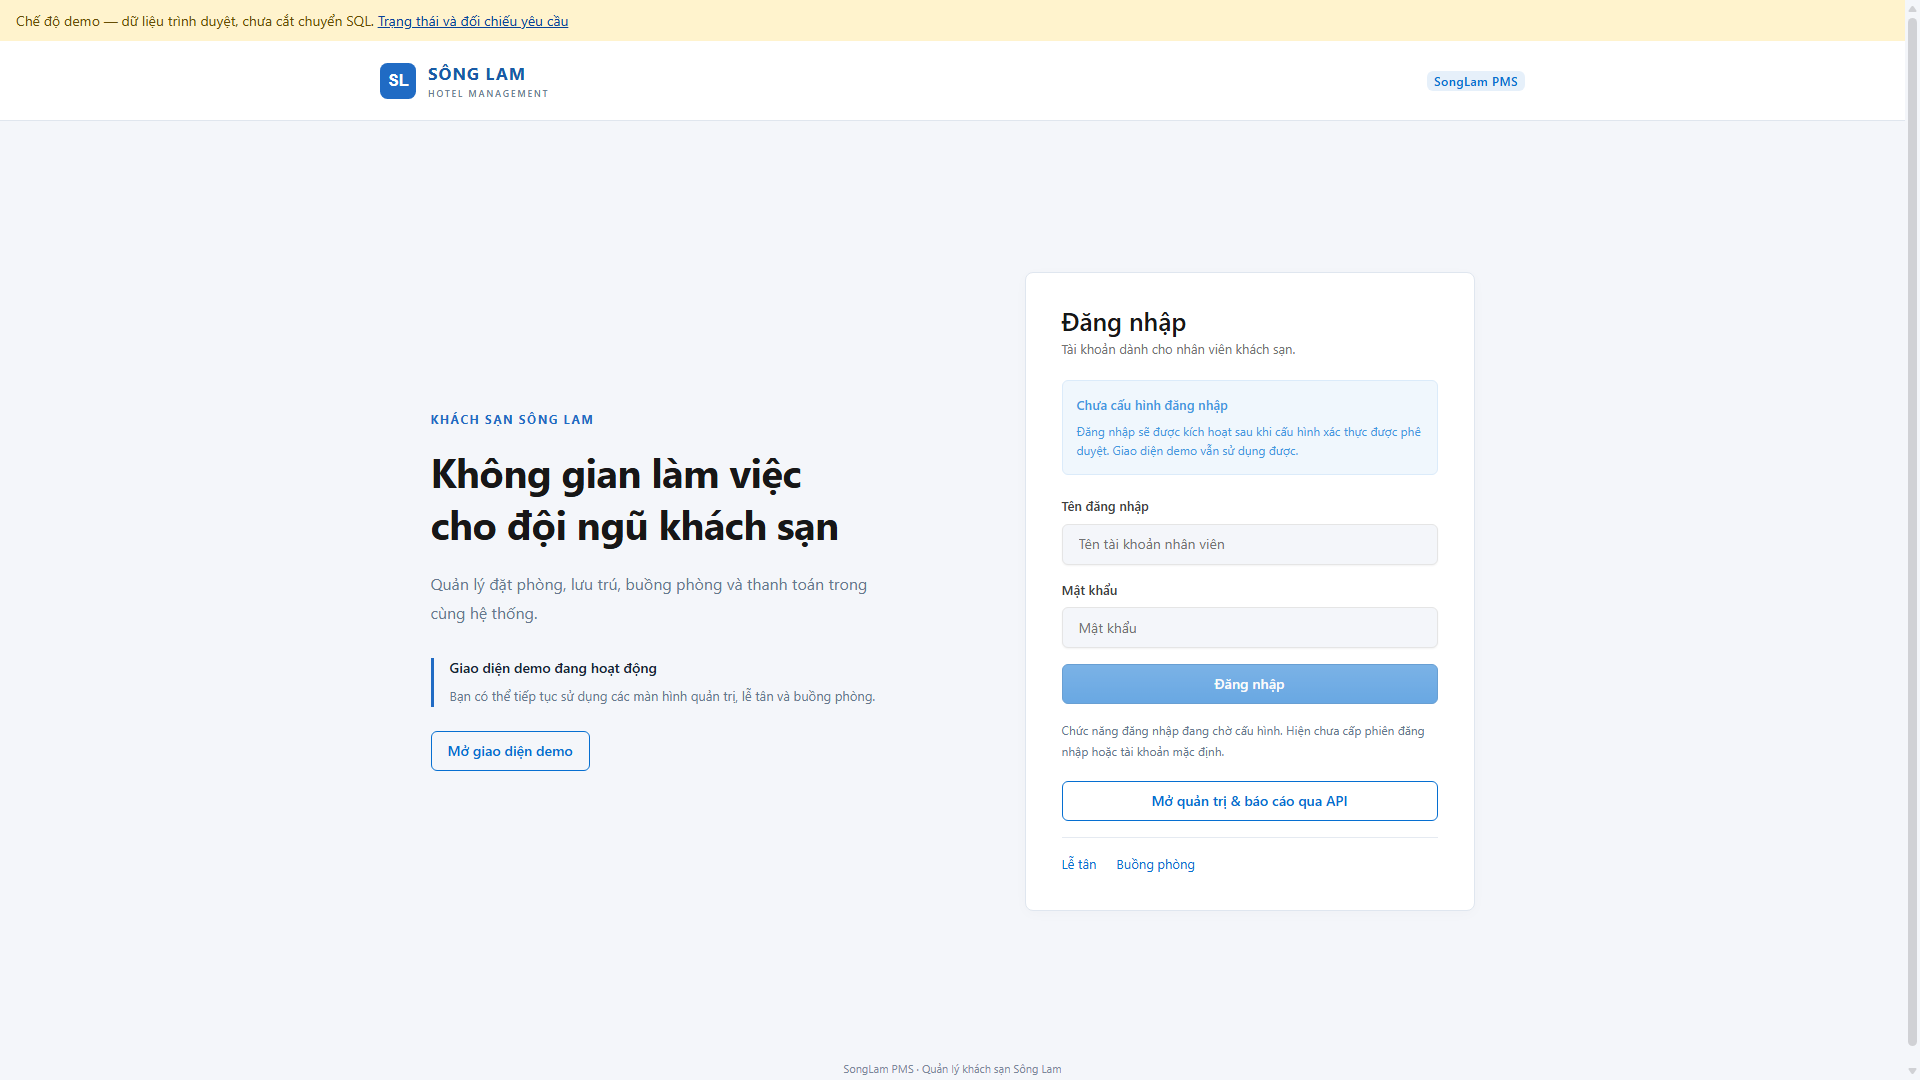 Chế độ demo — dữ liệu trình duyệt, chưa cắt chuyển SQL. Trạng thái và đối chiếu yêu cầu
SL
SÔNG LAM
HOTEL MANAGEMENT
SongLam PMS
KHÁCH SẠN SÔNG LAM
Không gian làm việc
cho đội ngũ khách sạn
Quản lý đặt phòng, lưu trú, buồng phòng và thanh toán trong
cùng hệ thống.
Giao diện demo đang hoạt động
Bạn có thể tiếp tục sử dụng các màn hình quản trị, lễ tân và buồng phòng.
Mở giao diện demo
Đăng nhập
Tài khoản dành cho nhân viên khách sạn.
Chưa cấu hình đăng nhập
Đăng nhập sẽ được kích hoạt sau khi cấu hình xác thực được phê
duyệt. Giao diện demo vẫn sử dụng được.
Tên đăng nhập
Tên tài khoản nhân viên
Mật khẩu
Mật khẩu
Đăng nhập
Chức năng đăng nhập đang chờ cấu hình. Hiện chưa cấp phiên đăng
nhập hoặc tài khoản mặc định.
Mở quản trị & báo cáo qua API
Lễ tân Buồng phòng
SongLam PMS · Quản lý khách sạn Sông Lam